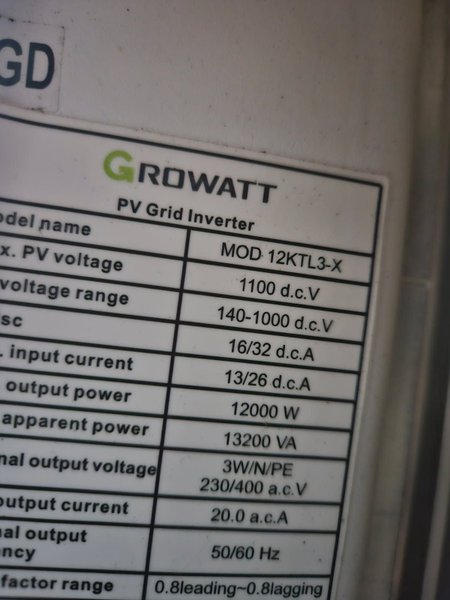 GD
GROWATT
PV Grid Inverter
odel name MOD 12KTL3-X
x. PV voltage 1100 d.c.V
voltage range 140-1000 d.c.V
sc 16/32 d.c.A
. input current 13/26 d.c.A
output power 12000 W
apparent power 13200 VA
nal output voltage 3W/N/PE
230/400 a.c.V
output current 20.0 a.c.A
nal output
ency 50/60 Hz
factor range 0.8leading~0.8lagging